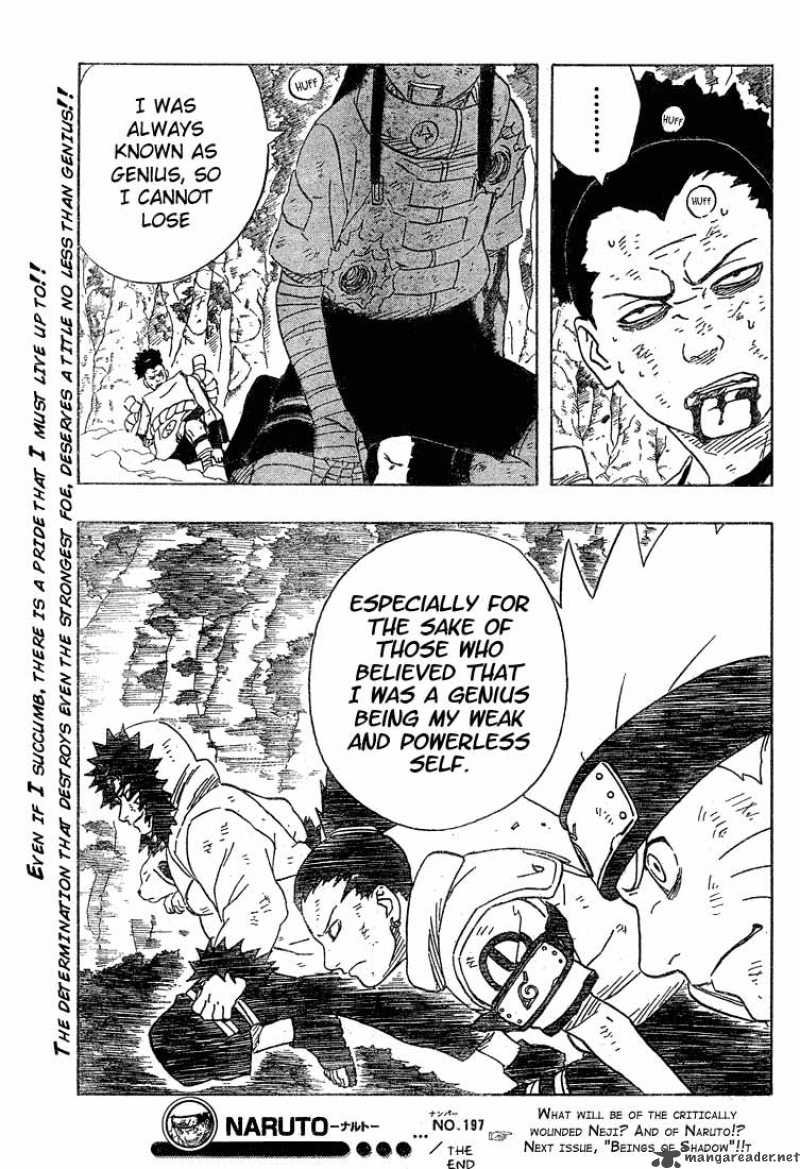 EVEN IF I SUCCUMB, THERE IS A PRIDE THAT I MUST LIVE UP TO!!
THE DETERMINATION THAT DESTROYS EVEN THE STRONGEST FOE, DESERVES A TITLE NO LESS THAN GENIUS!!
.........
HUFF
HUFF
HUFF
I WAS
ALWAYS
KNOWN AS
GENIUS, SO
I CANNOT
LOSE
ESPECIALLY FOR
THE SAKE OF
THOSE WHO
BELIEVED THAT
I WAS A GENIUS
BEING MY WEAK
AND POWERLESS
SELF.
NARUTO -ナルト-
ナンバー
NO.197
...
/ THE
END
WHAT WILL BE OF THE CRITICALLY
WOUNDED NEJI? AND OF NARUTO!?
NEXT ISSUE, "BEINGS OF SHADOW"!!T
mangareader.net